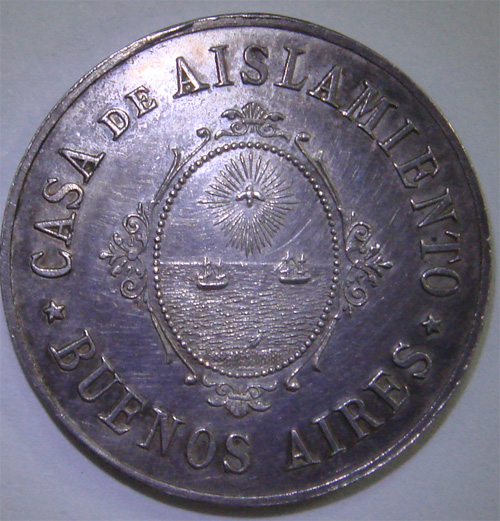 CASA DE AISLAMIENTO
BUENOS AIRES